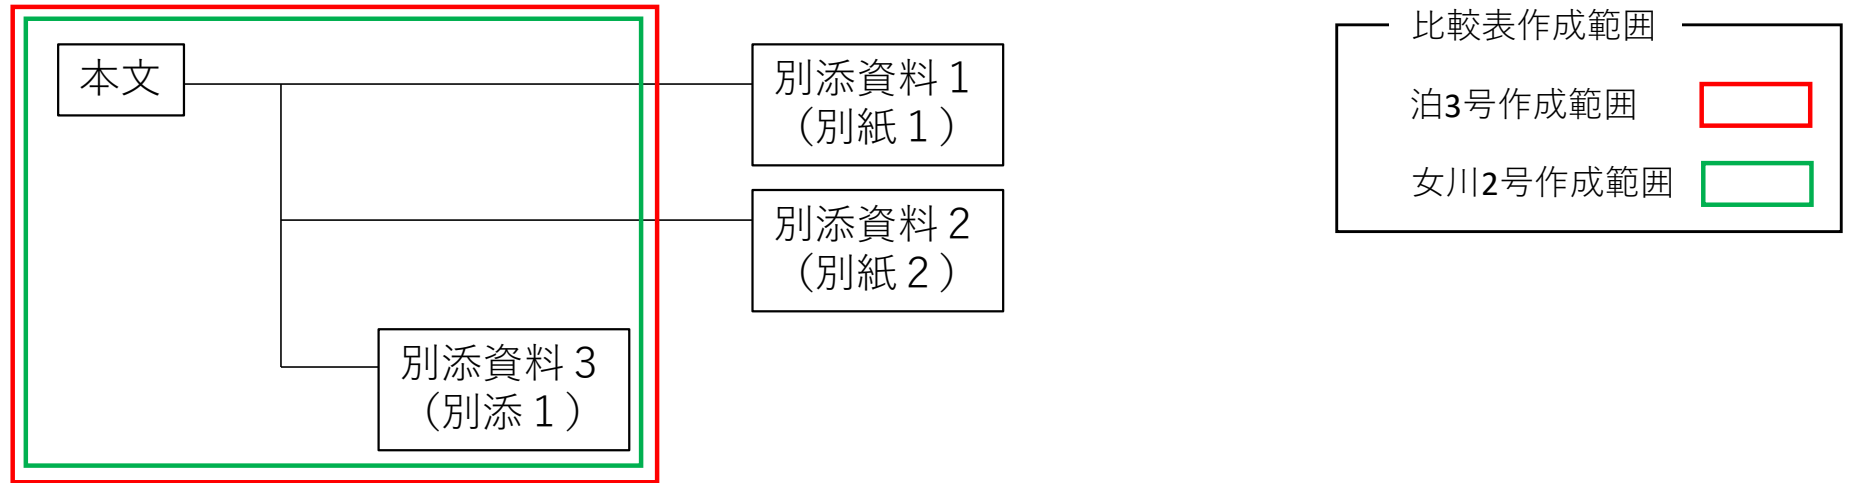 本文
別添資料１
（別紙１）
別添資料２
（別紙２）
別添資料３
（別添１）
比較表作成範囲
泊3号作成範囲
女川2号作成範囲